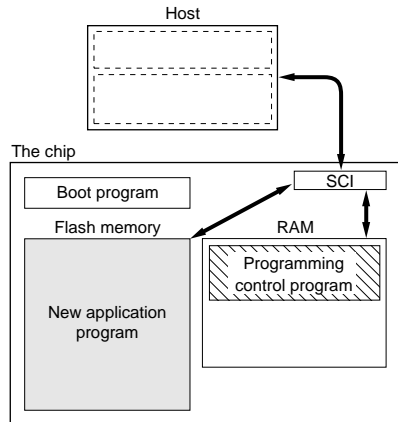 Host
The chip
SCI
Boot program
Flash memory
RAM
Programming
control program
New application
program